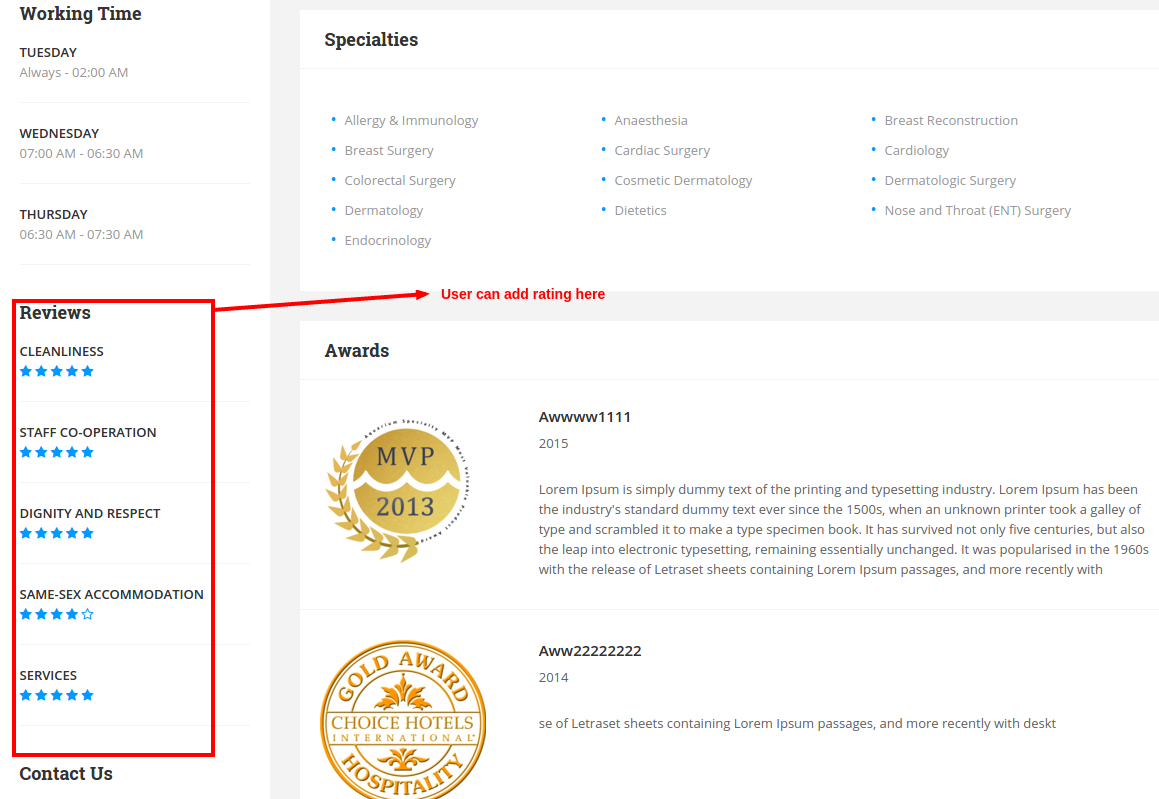 Working Time
TUESDAY
Always - 02:00 AM
WEDNESDAY
07:00 AM - 06:30 AM
THURSDAY
06:30 AM - 07:30 AM
Reviews
CLEANLINESS
STAFF CO-OPERATION
DIGNITY AND RESPECT
SAME-SEX ACCOMMODATION
SERVICES
Contact Us
Specialties
Allergy & Immunology
Anaesthesia
Breast Reconstruction
Breast Surgery
Cardiac Surgery
Cardiology
Colorectal Surgery
Cosmetic Dermatology
Dermatologic Surgery
Dermatology
Dietetics
Nose and Throat (ENT) Surgery
Endocrinology
User can add rating here
Awards
Aquarium Specialty Medical
MVP
2013
Awwww1111
2015
Lorem Ipsum is simply dummy text of the printing and typesetting industry. Lorem Ipsum has been
the industry's standard dummy text ever since the 1500s, when an unknown printer took a galley of
type and scrambled it to make a type specimen book. It has survived not only five centuries, but also
the leap into electronic typesetting, remaining essentially unchanged. It was popularised in the 1960s
with the release of Letraset sheets containing Lorem Ipsum passages, and more recently with
GOLD AWARD
CHOICE HOTELS
INTERNATIONAL
HOSPITALITY
Aww22222222
2014
se of Letraset sheets containing Lorem Ipsum passages, and more recently with deskt